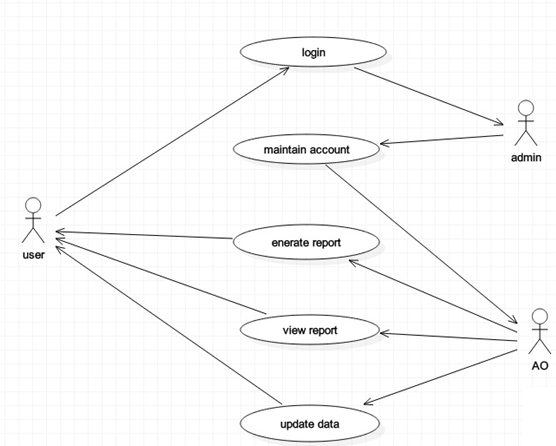 login
maintain account
admin
user
enerate report
view report
AO
update data